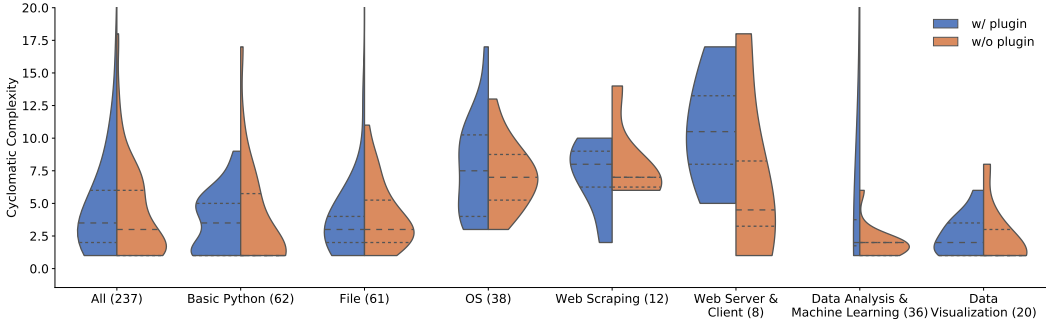 20.0
17.5
15.0
12.5
10.0
7.5
5.0
2.5
0.0
Cyclomatic Complexity
w/ plugin
w/o plugin
All (237)
Basic Python (62)
File (61)
OS (38)
Web Scraping (12)
Web Server &
Client (8)
Data Analysis &
Machine Learning (36)
Data
Visualization (20)